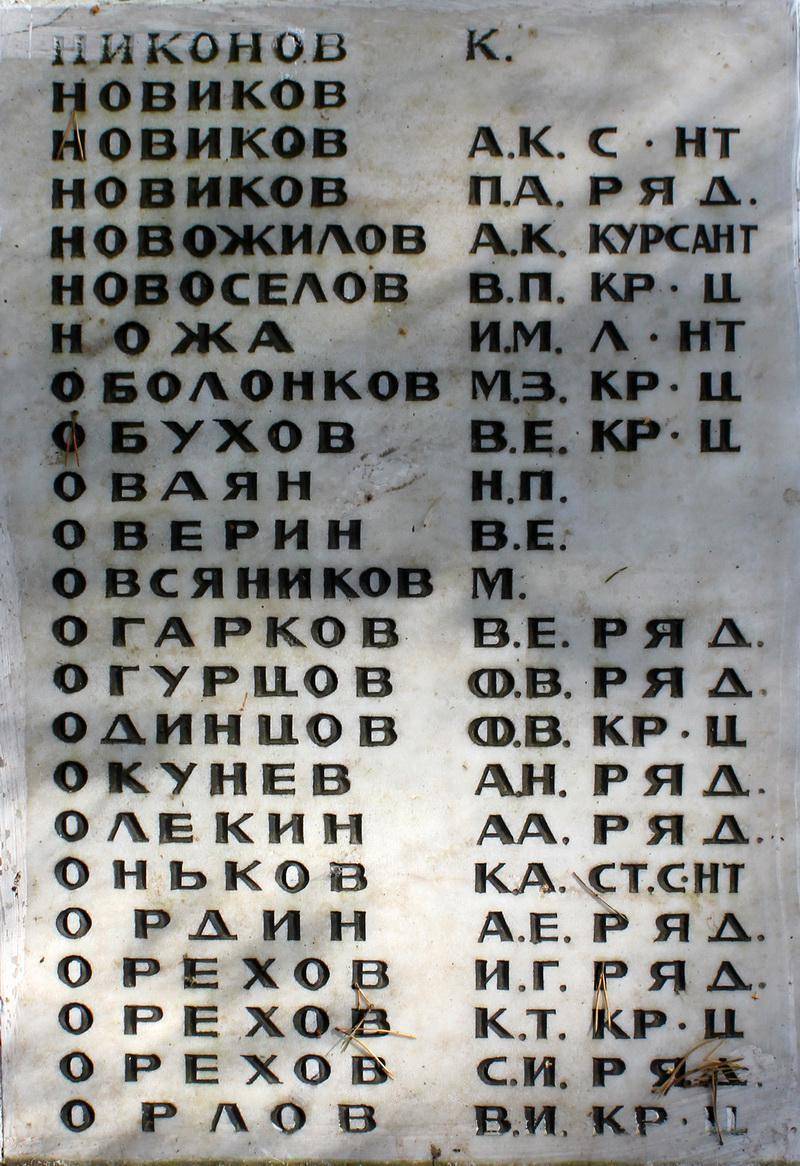 НИКОНОВ К.
НОВИКОВ
НОВИКОВ А.К. С·НТ
НОВИКОВ П.А. РЯД.
НОВОЖИЛОВ А.К. КУРСАНТ
НОВОСЕЛОВ В.П. КР·Ц
НОЖА И.М. Л·НТ
ОБОЛОНКОВ М.З. КР·Ц
ОБУХОВ В.Е. КР·Ц
ОВАЯН Н.П.
ОВЕРИН В.Е.
ОВСЯНИКОВ М.
ОГАРКОВ В.Е. РЯД.
ОГУРЦОВ Ф.В. РЯД.
ОДИНЦОВ Ф.В. КР·Ц
ОКУНЕВ А.Н. РЯД.
ОЛЕКИН А А. РЯД.
ОНЬКОВ К.А. СТ.С·НТ
ОРДИН А.Е. РЯД.
ОРЕХОВ И.Г. РЯД.
ОРЕХОВ К.Т. КР·Ц
ОРЕХОВ С.И. РЯД.
ОРЛОВ В.И. КР·Ц